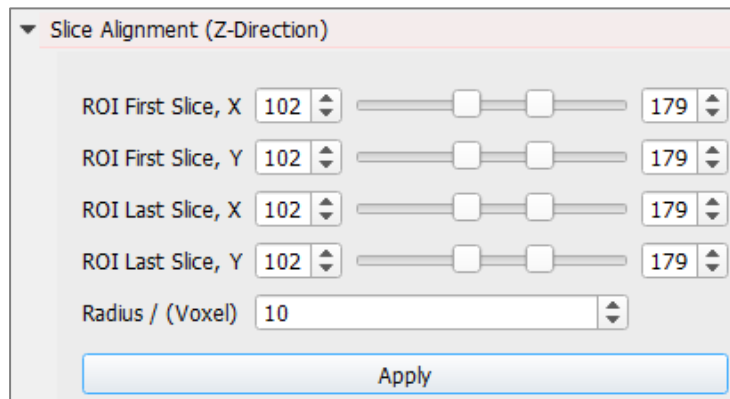 Slice Alignment (Z-Direction)
ROI First Slice, X 102 179
ROI First Slice, Y 102 179
ROI Last Slice, X 102 179
ROI Last Slice, Y 102 179
Radius / (Voxel) 10
Apply